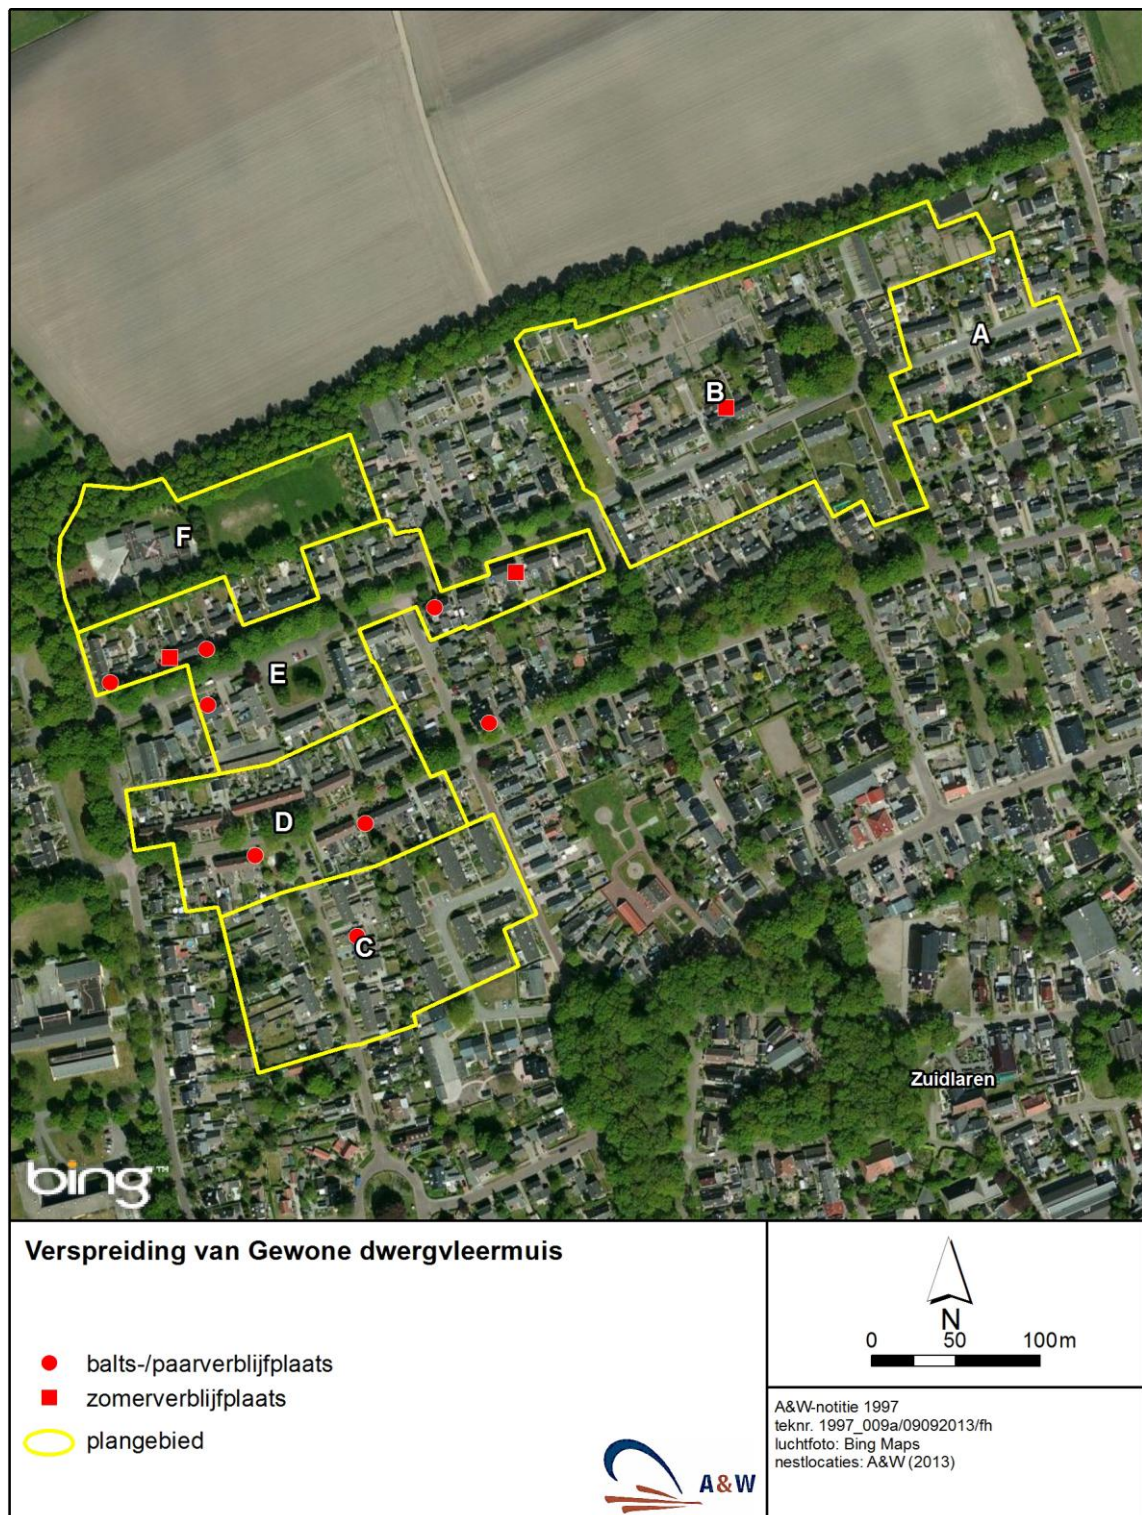 A
B
F
E
D
C
Zuidlaren
bing™
Verspreiding van Gewone dwergvleermuis
balts-/paarverblijfplaats
zomerverblijfplaats
plangebied
A&W
N
0 50 100m
A&W-notitie 1997
teknr. 1997_009a/09092013/fh
luchtfoto: Bing Maps
nestlocaties: A&W (2013)